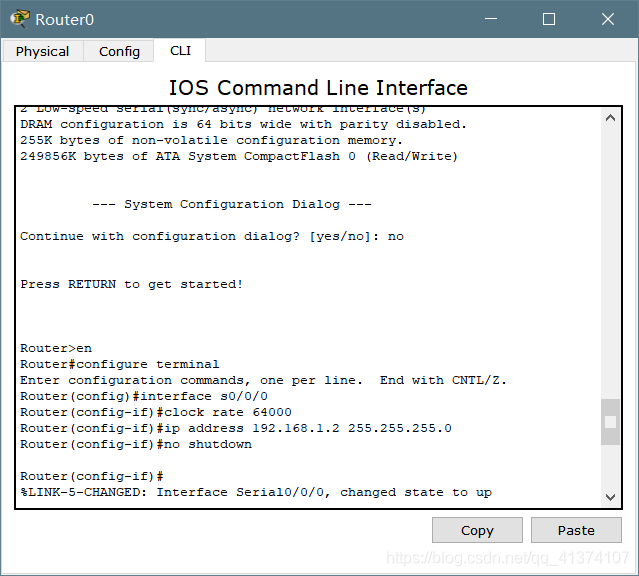 Router0
Physical Config CLI
IOS Command Line Interface
2 Low-speed serial(sync/async) network interface(s)
DRAM configuration is 64 bits wide with parity disabled.
255K bytes of non-volatile configuration memory.
249856K bytes of ATA System CompactFlash 0 (Read/Write)
--- System Configuration Dialog ---
Continue with configuration dialog? [yes/no]: no
Press RETURN to get started!
Router>en
Router#configure terminal
Enter configuration commands, one per line.  End with CNTL/Z.
Router(config)#interface s0/0/0
Router(config-if)#clock rate 64000
Router(config-if)#ip address 192.168.1.2 255.255.255.0
Router(config-if)#no shutdown
Router(config-if)#
%LINK-5-CHANGED: Interface Serial0/0/0, changed state to up
Copy Paste
https://blog.csdn.net/qq_41374107